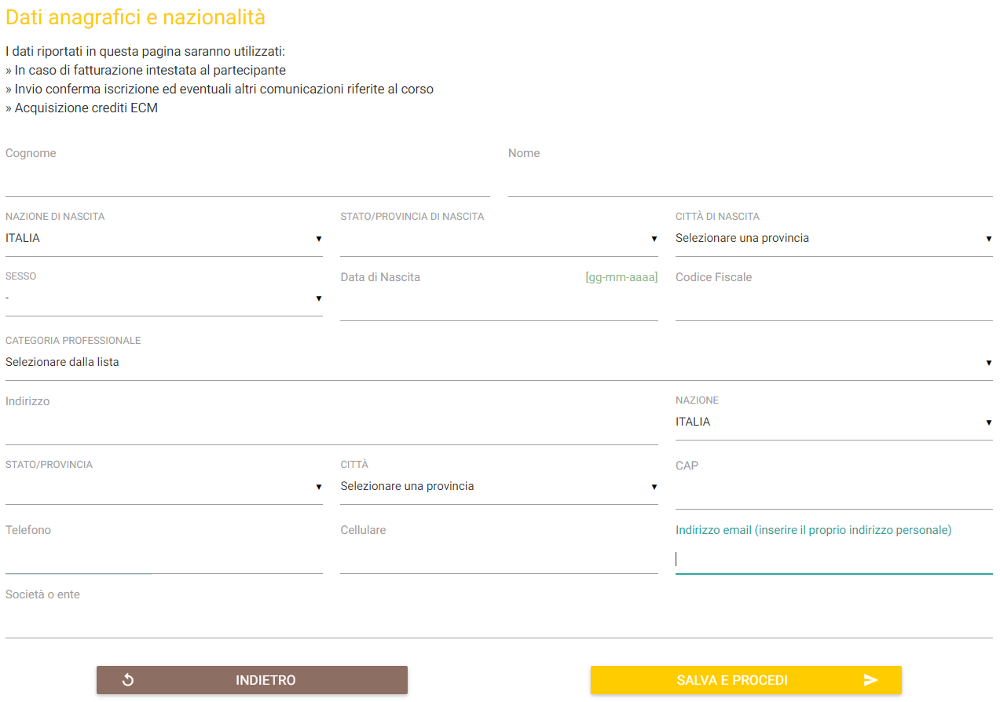 Dati anagrafici e nazionalità
I dati riportati in questa pagina saranno utilizzati:
» In caso di fatturazione intestata al partecipante
» Invio conferma iscrizione ed eventuali altri comunicazioni riferite al corso
» Acquisizione crediti ECM
Cognome
Nome
NAZIONE DI NASCITA
ITALIA
STATO/PROVINCIA DI NASCITA
CITTÀ DI NASCITA
Selezionare una provincia
SESSO
-
Data di Nascita [gg-mm-aaaa]
Codice Fiscale
CATEGORIA PROFESSIONALE
Selezionare dalla lista
Indirizzo
NAZIONE
ITALIA
STATO/PROVINCIA
CITTÀ
Selezionare una provincia
CAP
Telefono
Cellulare
Indirizzo email (inserire il proprio indirizzo personale)
Società o ente
INDIETRO
SALVA E PROCEDI